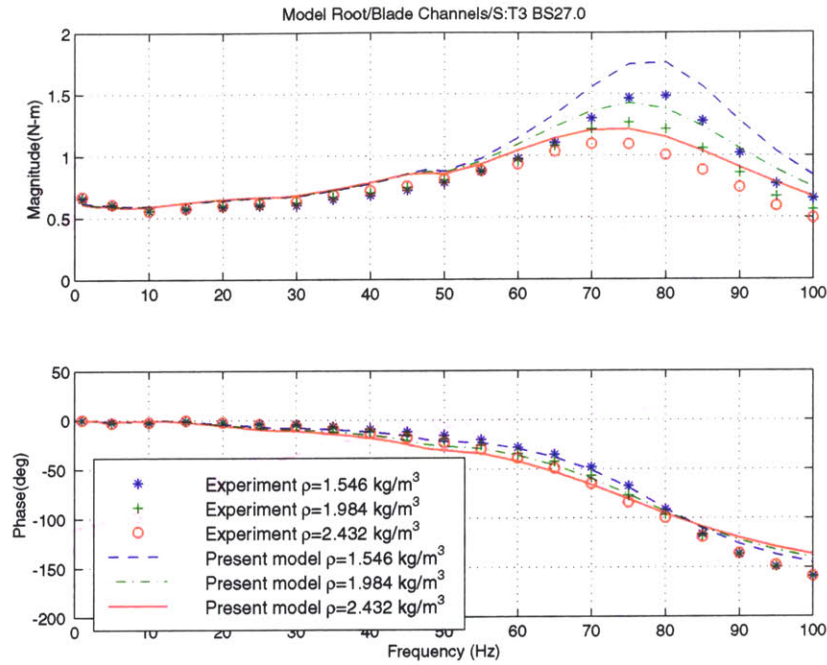 Model Root/Blade Channels/S:T3 BS27.0
2
1.5
1
0.5
0
Magnitude(N-m)
0 10 20 30 40 50 60 70 80 90 100
50
0
-50
-100
-150
-200
Phase(deg)
Experiment ρ=1.546 kg/m³
Experiment ρ=1.984 kg/m³
Experiment ρ=2.432 kg/m³
Present model ρ=1.546 kg/m³
Present model ρ=1.984 kg/m³
Present model ρ=2.432 kg/m³
0 10 20 30 40 50 60 70 80 90 100
Frequency (Hz)